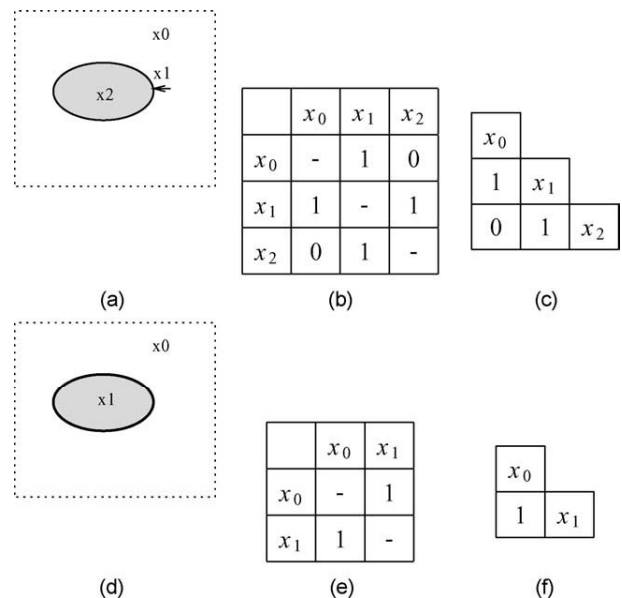 x0
x1
x2
x0 x1 x2
x0 - 1 0
x1 1 - 1
x2 0 1 -
x0
1 x1
0 1 x2
(a)
(b)
(c)
x0
x1
x0 x1
x0 - 1
x1 1 -
x0
1 x1
(d)
(e)
(f)